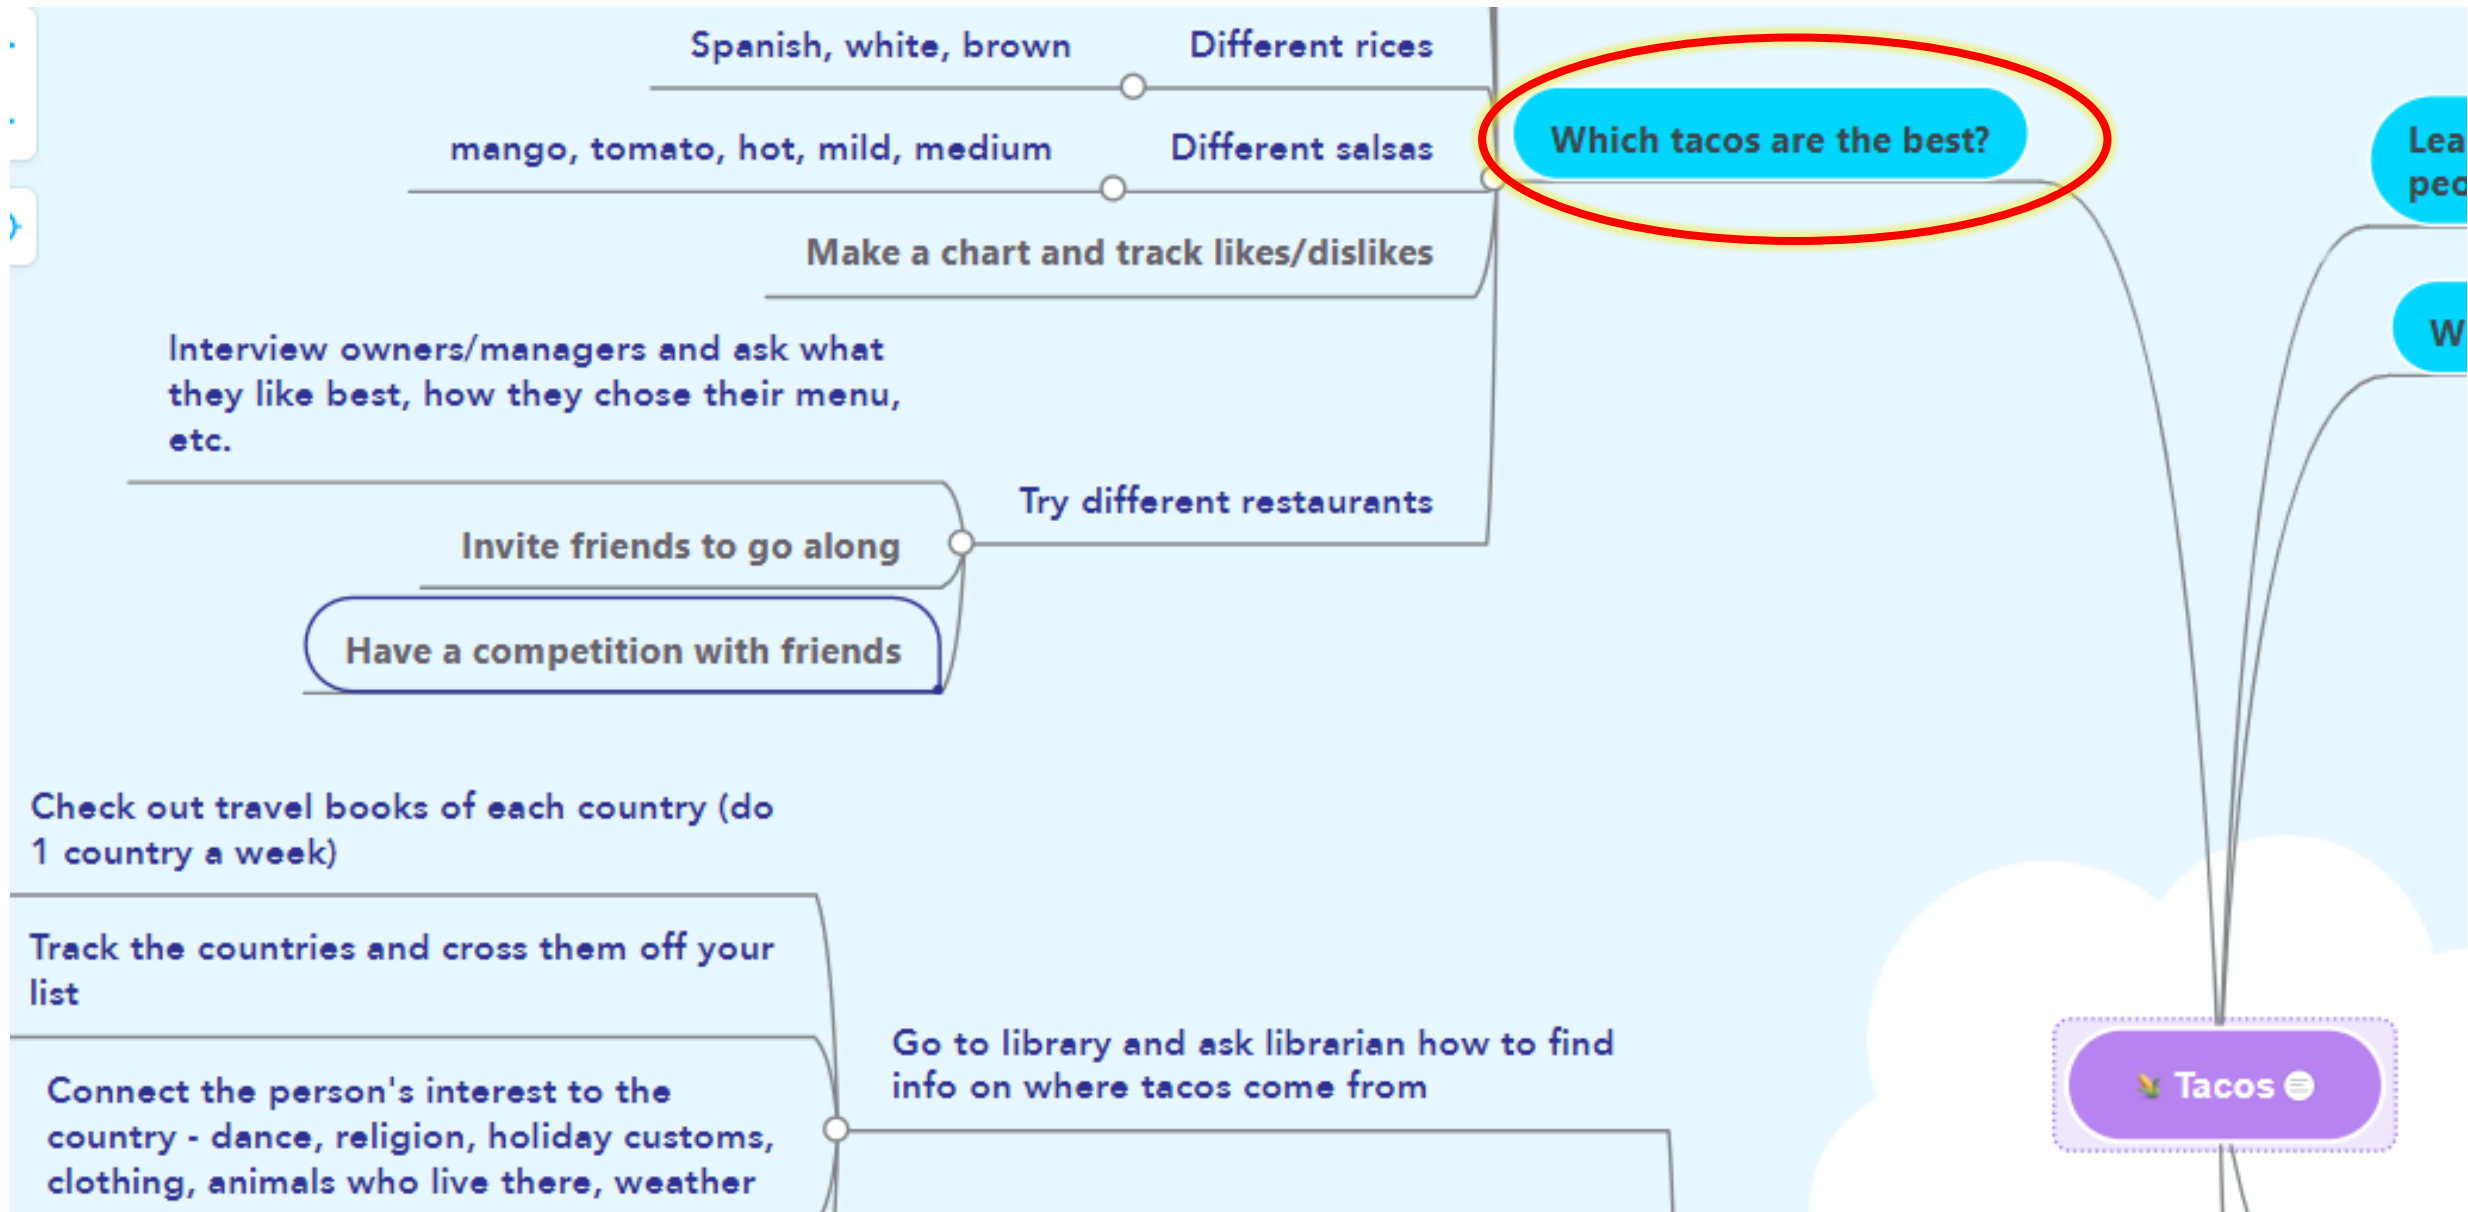 Spanish, white, brown
Different rices
mango, tomato, hot, mild, medium
Different salsas
Which tacos are the best?
Make a chart and track likes/dislikes
Interview owners/managers and ask what
they like best, how they chose their menu,
etc.
Try different restaurants
Invite friends to go along
Have a competition with friends
Check out travel books of each country (do
1 country a week)
Track the countries and cross them off your
list
Connect the person's interest to the
country - dance, religion, holiday customs,
clothing, animals who live there, weather
Go to library and ask librarian how to find
info on where tacos come from
Tacos